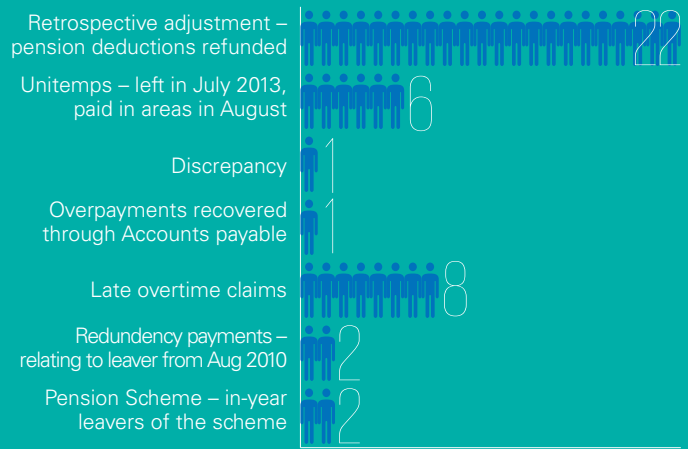 Retrospective adjustment –
pension deductions refunded
22
Unitemps – left in July 2013,
paid in areas in August
6
Discrepancy
1
Overpayments recovered
through Accounts payable
1
Late overtime claims
8
Redundancy payments –
relating to leaver from Aug 2010
2
Pension Scheme – in-year
leavers of the scheme
2